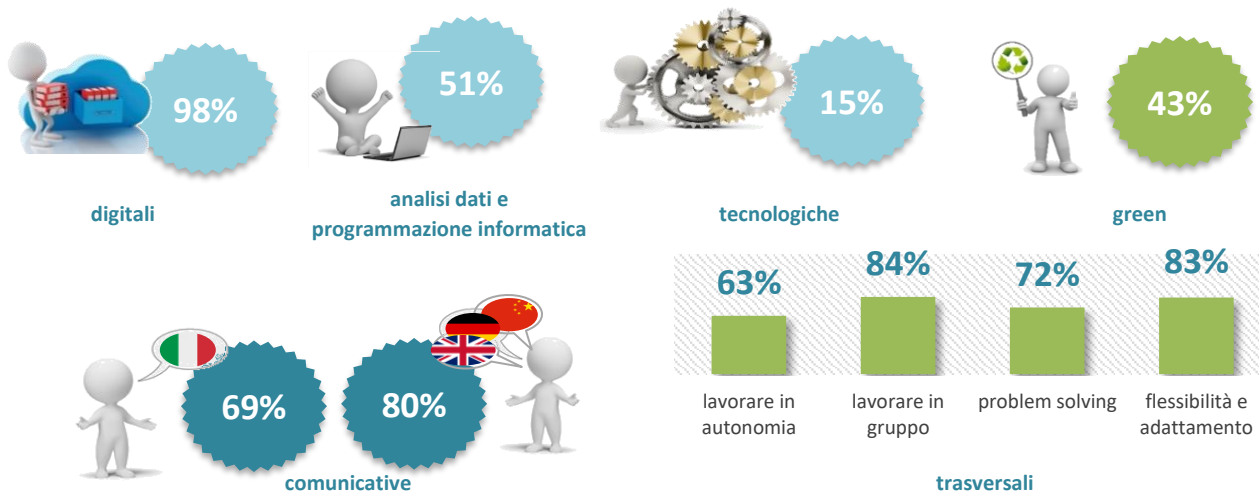 98%
51%
15%
43%
digitali
analisi dati e
programmazione informatica
tecnologiche
green
69%
80%
comunicative
63%
84%
72%
83%
lavorare in
autonomia
lavorare in
gruppo
problem solving
flessibilità e
adattamento
trasversali